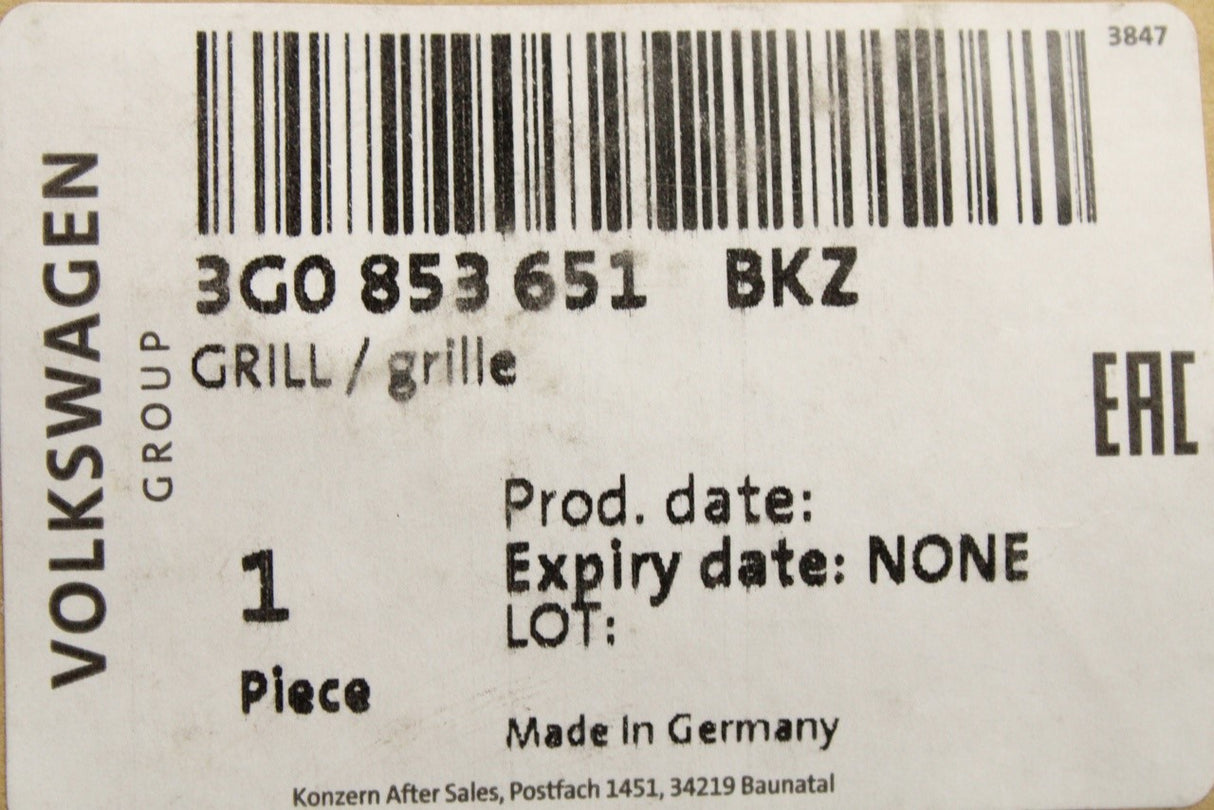 3847
3G0 853 651 BKZ
GRILL / grille
VOLKSWAGEN
GROUP
EAC
Prod. date:
Expiry date: NONE
LOT:
1
Piece
Made In Germany
Konzern After Sales, Postfach 1451, 34219 Baunatal